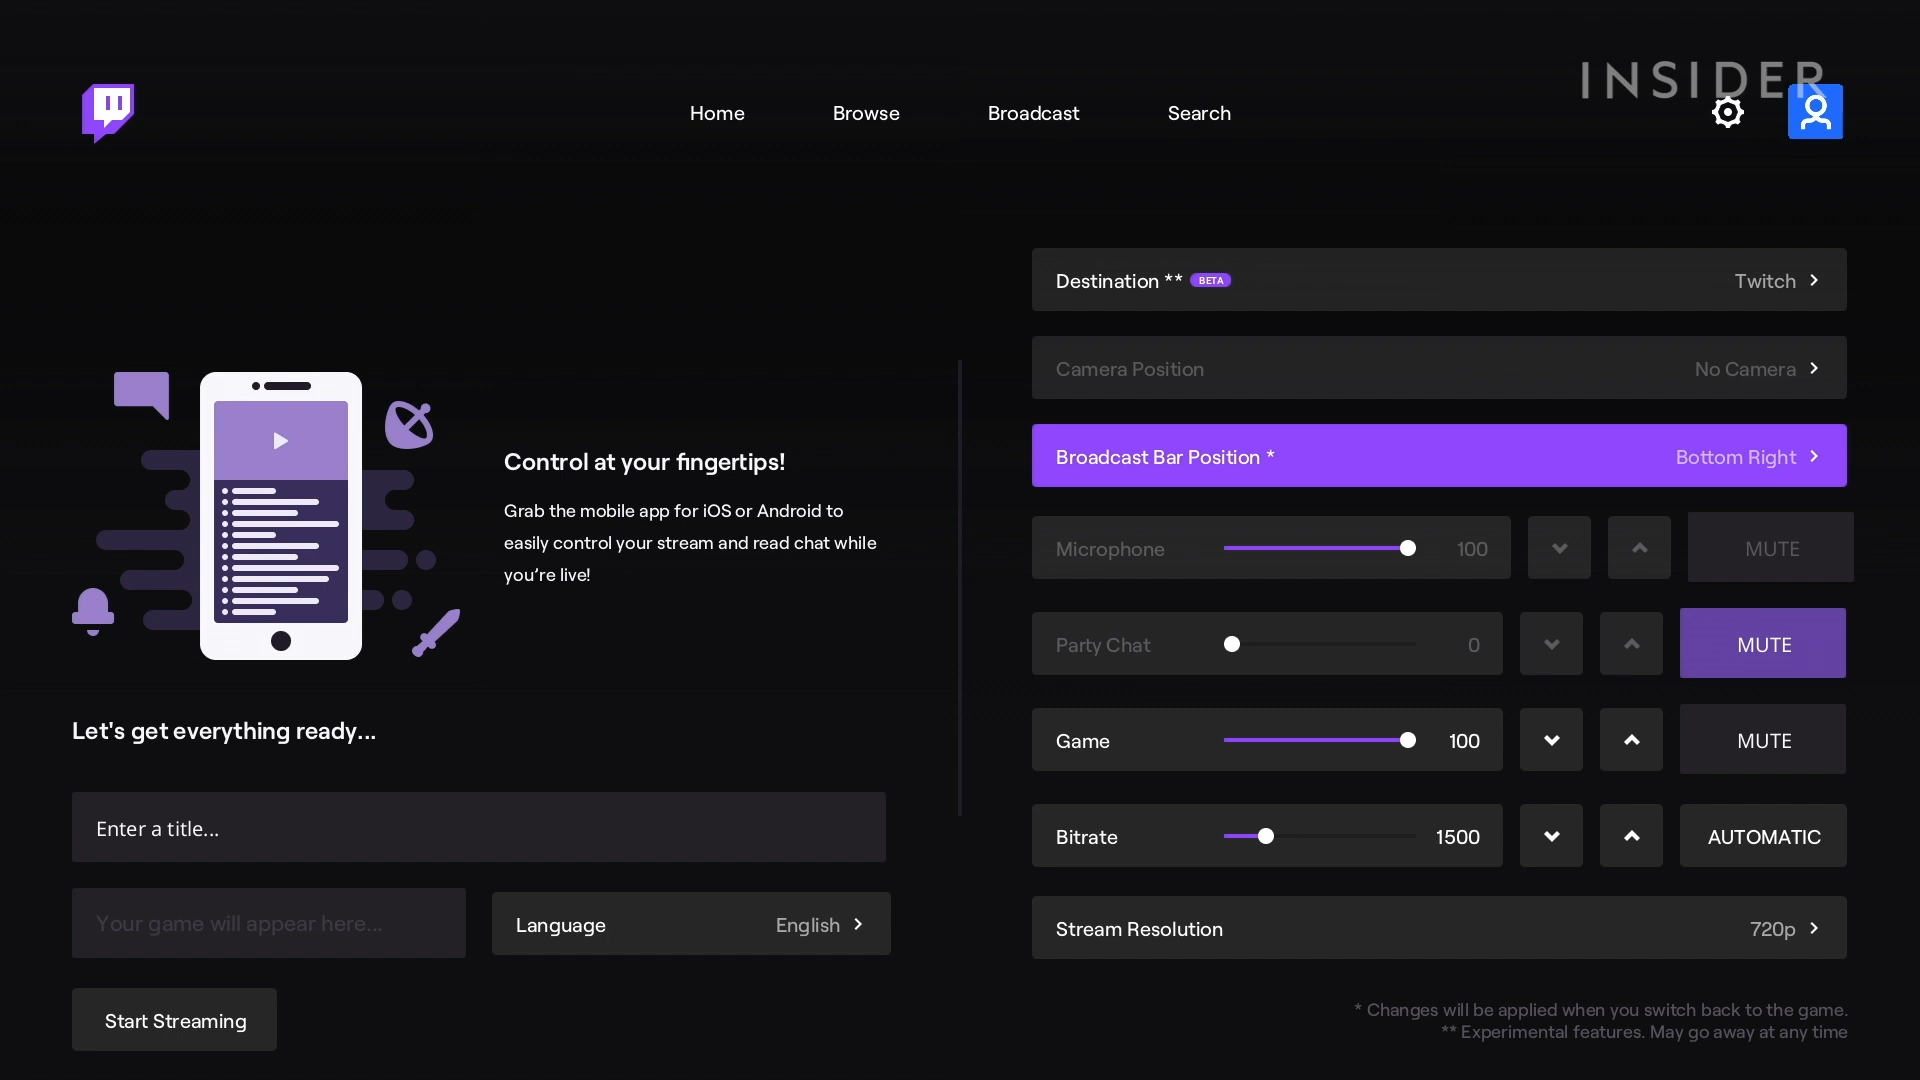 INSIDER
Home Browse Broadcast Search
Destination ** BETA Twitch
Camera Position No Camera
Broadcast Bar Position * Bottom Right
Microphone 100 MUTE
Party Chat 0 MUTE
Game 100 MUTE
Bitrate 1500 AUTOMATIC
Stream Resolution 720p
* Changes will be applied when you switch back to the game.
** Experimental features. May go away at any time
Control at your fingertips!
Grab the mobile app for iOS or Android to
easily control your stream and read chat while
you’re live!
Let's get everything ready...
Enter a title...
Your game will appear here...
Language English
Start Streaming